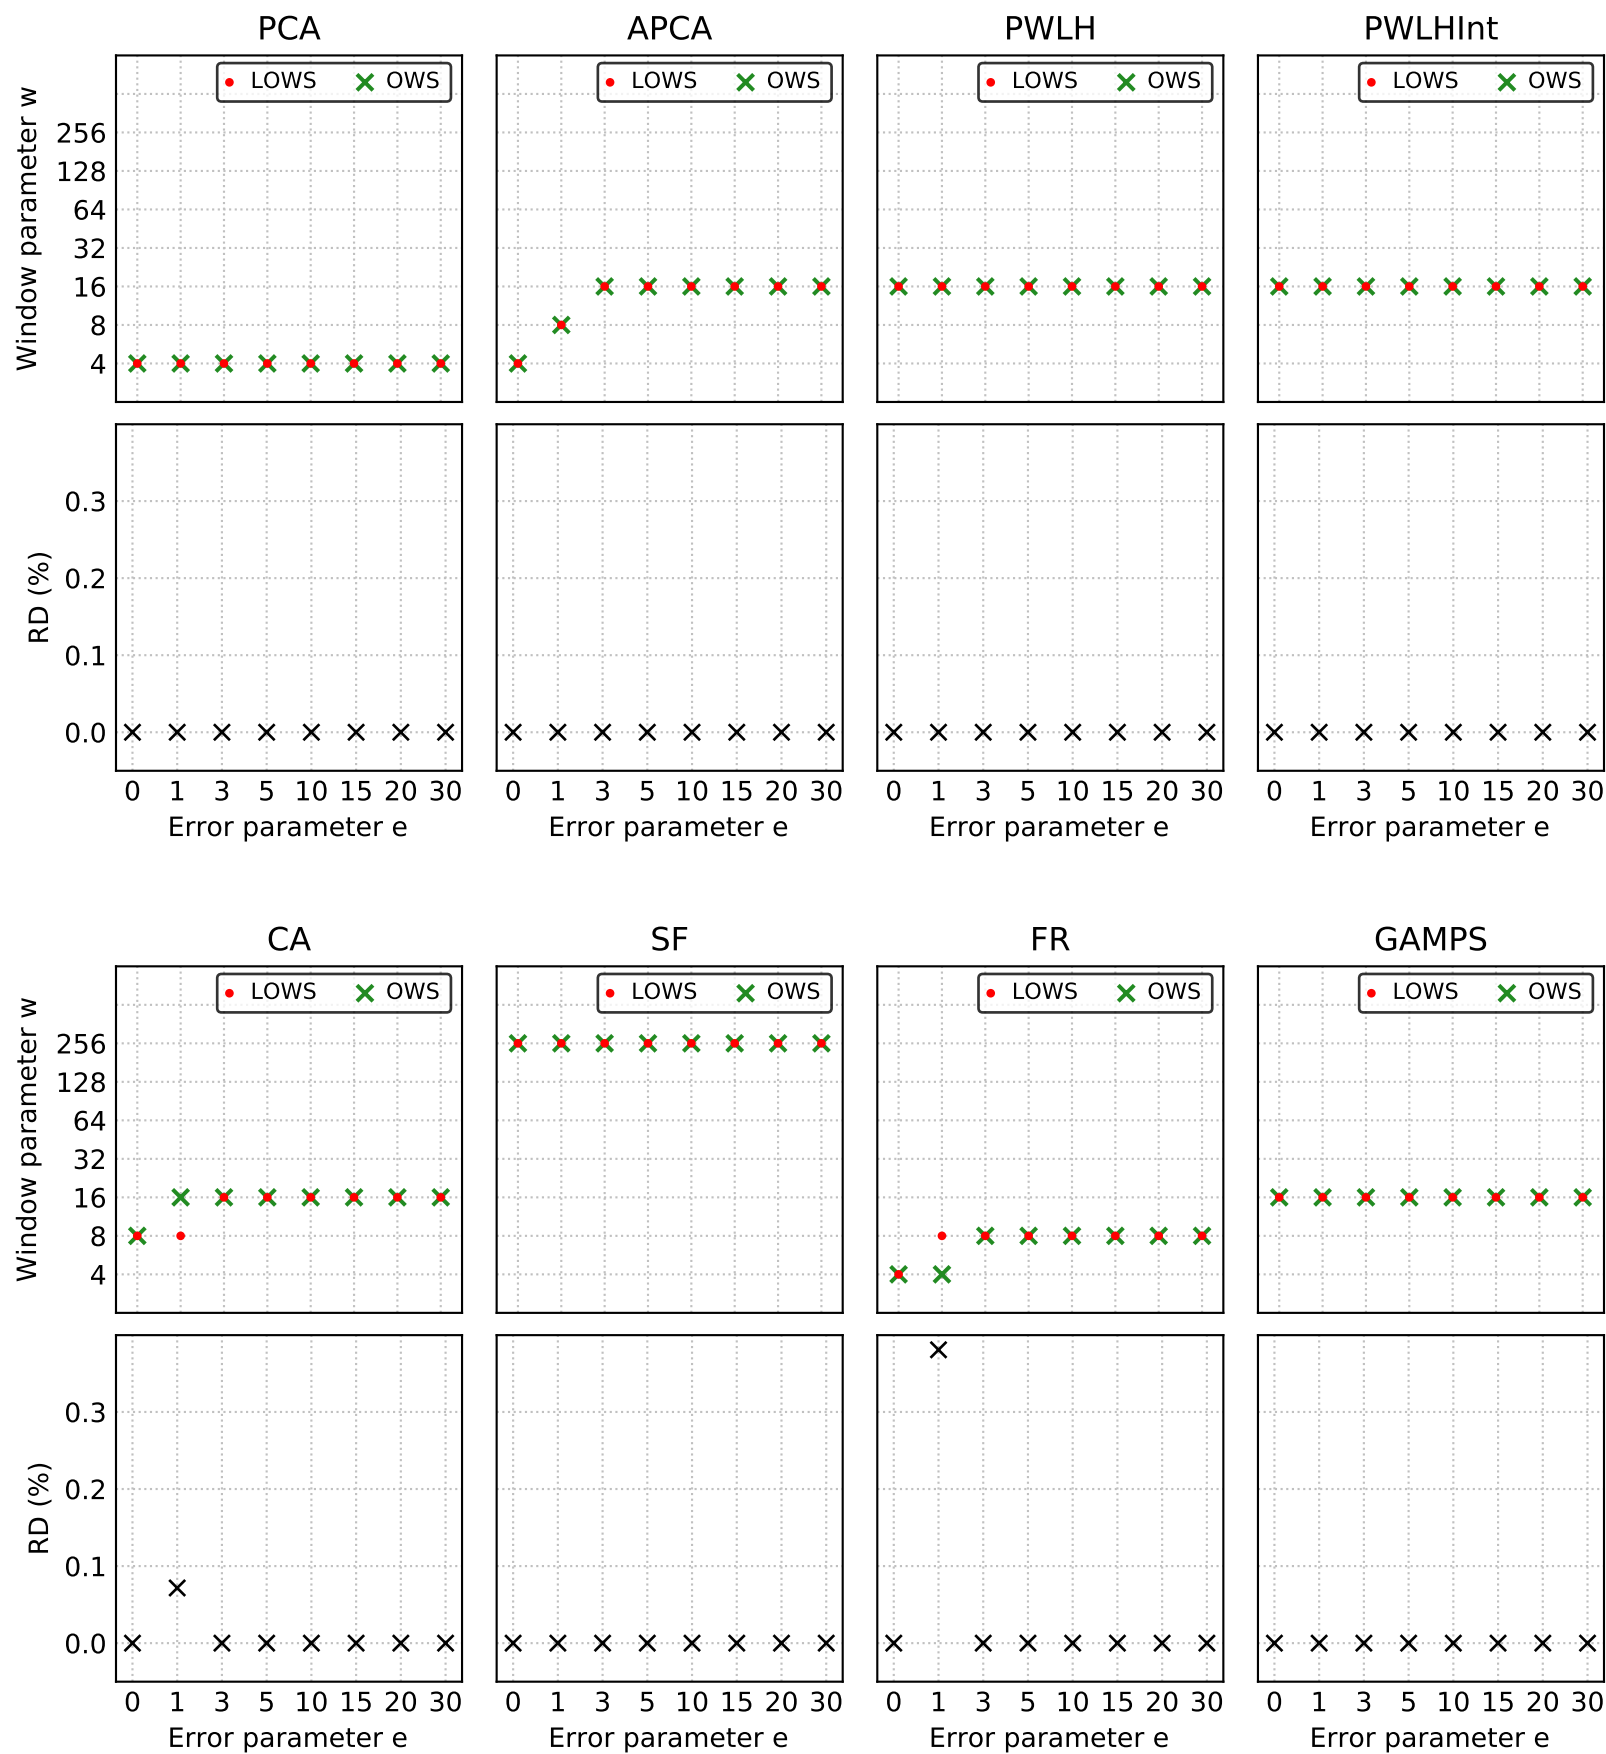 PCA APCA PWLH PWLHInt
LOWS OWS LOWS OWS LOWS OWS LOWS OWS
Window parameter w
256
128
64
32
16
8
4
RD (%)
0.3
0.2
0.1
0.0
0 1 3 5 10 15 20 30 0 1 3 5 10 15 20 30 0 1 3 5 10 15 20 30 0 1 3 5 10 15 20 30
Error parameter e Error parameter e Error parameter e Error parameter e
CA SF FR GAMPS
LOWS OWS LOWS OWS LOWS OWS LOWS OWS
Window parameter w
256
128
64
32
16
8
4
RD (%)
0.3
0.2
0.1
0.0
0 1 3 5 10 15 20 30 0 1 3 5 10 15 20 30 0 1 3 5 10 15 20 30 0 1 3 5 10 15 20 30
Error parameter e Error parameter e Error parameter e Error parameter e